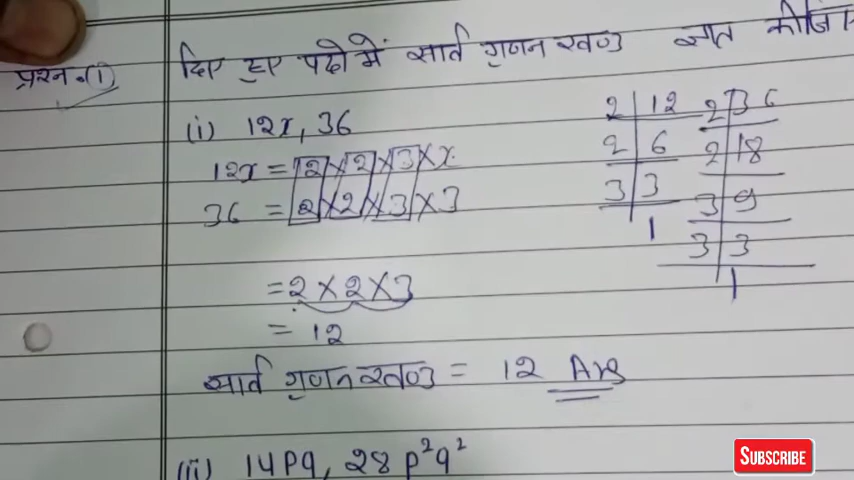 प्रश्न.① दिए हुए पदो में सार्व गुणन खण्ड ज्ञात कीजि
(i) 12x, 36
12x = 2×2×3×x
36 = 2×2×3×3
= 2×2×3
= 12
सार्व गुणनखण्ड = 12 Ans
(ii) 14pq, 28p²q²
2 | 12
2 | 6
3 | 3
1
2 | 36
2 | 18
3 | 9
3 | 3
1
SUBSCRIBE